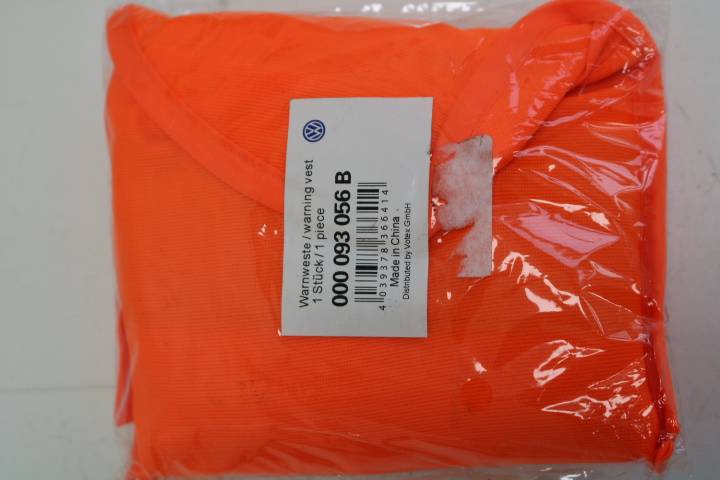 Warnweste / warning vest
1 Stück / 1 piece
000 093 056 B
4 039378 366414
Made in China
Distributed by Votex GmbH